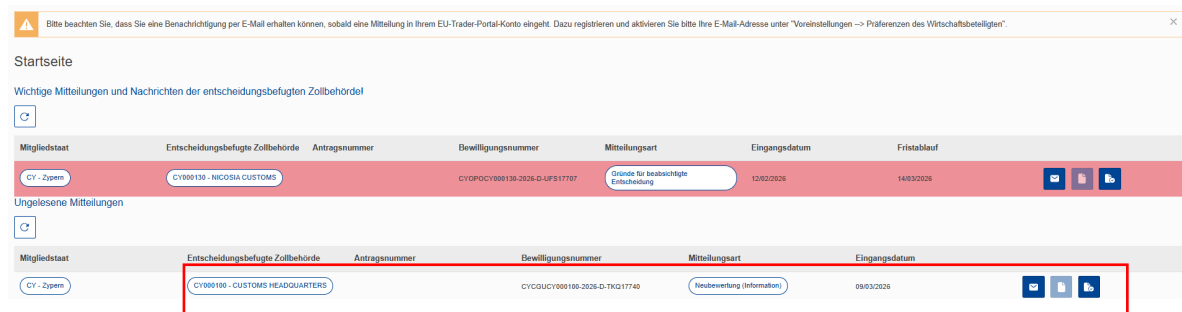 Bitte beachten Sie, dass Sie eine Benachrichtigung per E-Mail erhalten können, sobald eine Mitteilung in Ihrem EU-Trader-Portal-Konto eingeht. Dazu registrieren und aktivieren Sie bitte Ihre E-Mail-Adresse unter "Voreinstellungen –> Präferenzen des Wirtschaftsbeteiligten".
Startseite
Wichtige Mitteilungen und Nachrichten der entscheidungsbefugten Zollbehörde!
Mitgliedstaat Entscheidungsbefugte Zollbehörde Antragsnummer Bewilligungsnummer Mitteilungsart Eingangsdatum Fristablauf
CY - Zypern CY000130 - NICOSIA CUSTOMS CYOPOCY000130-2026-D-UFS17707 Gründe für beabsichtigte Entscheidung 12/02/2026 14/03/2026
Ungelesene Mitteilungen
Mitgliedstaat Entscheidungsbefugte Zollbehörde Antragsnummer Bewilligungsnummer Mitteilungsart Eingangsdatum
CY - Zypern CY000100 - CUSTOMS HEADQUARTERS CYCGUCY000100-2026-D-TKQ17740 Neubewertung (Information) 09/03/2026